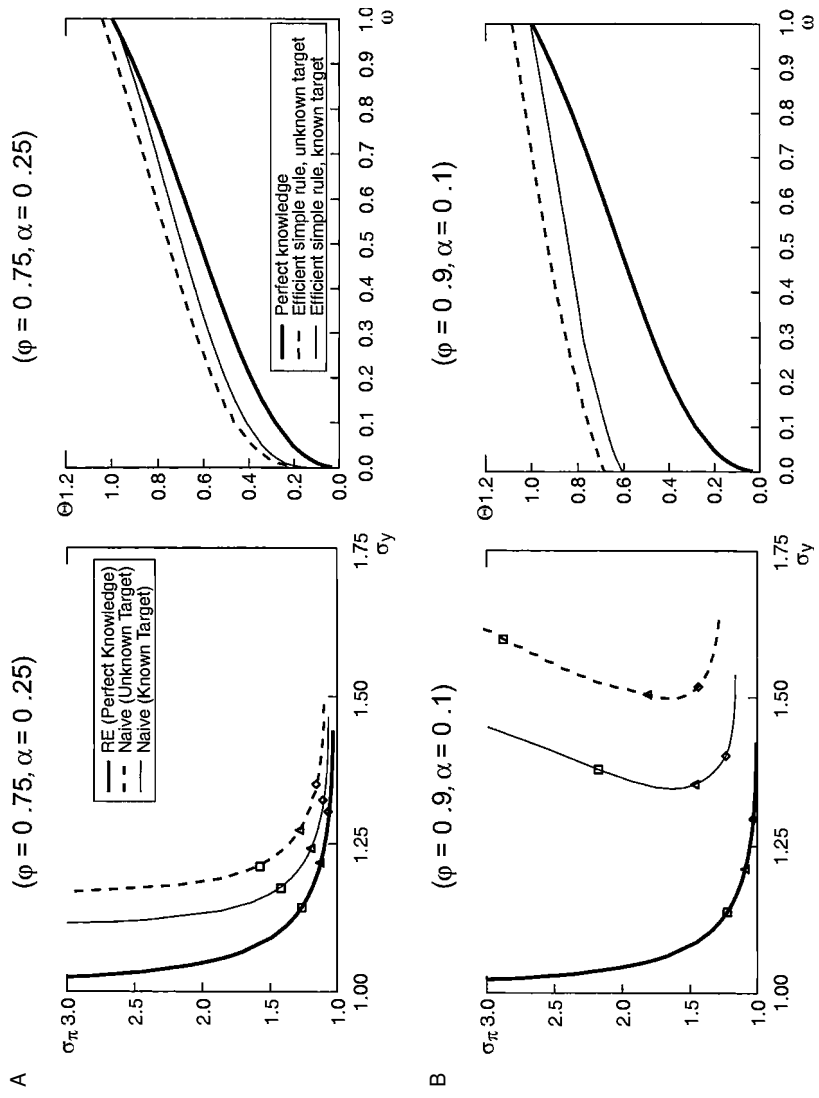 A
(φ = 0.75, α = 0.25)
σπ 3.0
2.5
2.0
1.5
1.0
RE (Perfect Knowledge)
Naive (Unknown Target)
Naive (Known Target)
1.00
1.25
1.50
1.75
σy
(φ = 0.75, α = 0.25)
Θ1.2
1.0
0.8
0.6
0.4
0.2
0.0
Perfect knowledge
Efficient simple rule, unknown target
Efficient simple rule, known target
0.0 0.1 0.2 0.3 0.4 0.5 0.6 0.7 0.8 0.9 1.0
ω
B
(φ = 0.9, α = 0.1)
σπ 3.0
2.5
2.0
1.5
1.0
1.00
1.25
1.50
1.75
σy
(φ = 0.9, α = 0.1)
Θ1.2
1.0
0.8
0.6
0.4
0.2
0.0
0.0 0.1 0.2 0.3 0.4 0.5 0.6 0.7 0.8 0.9 1.0
ω